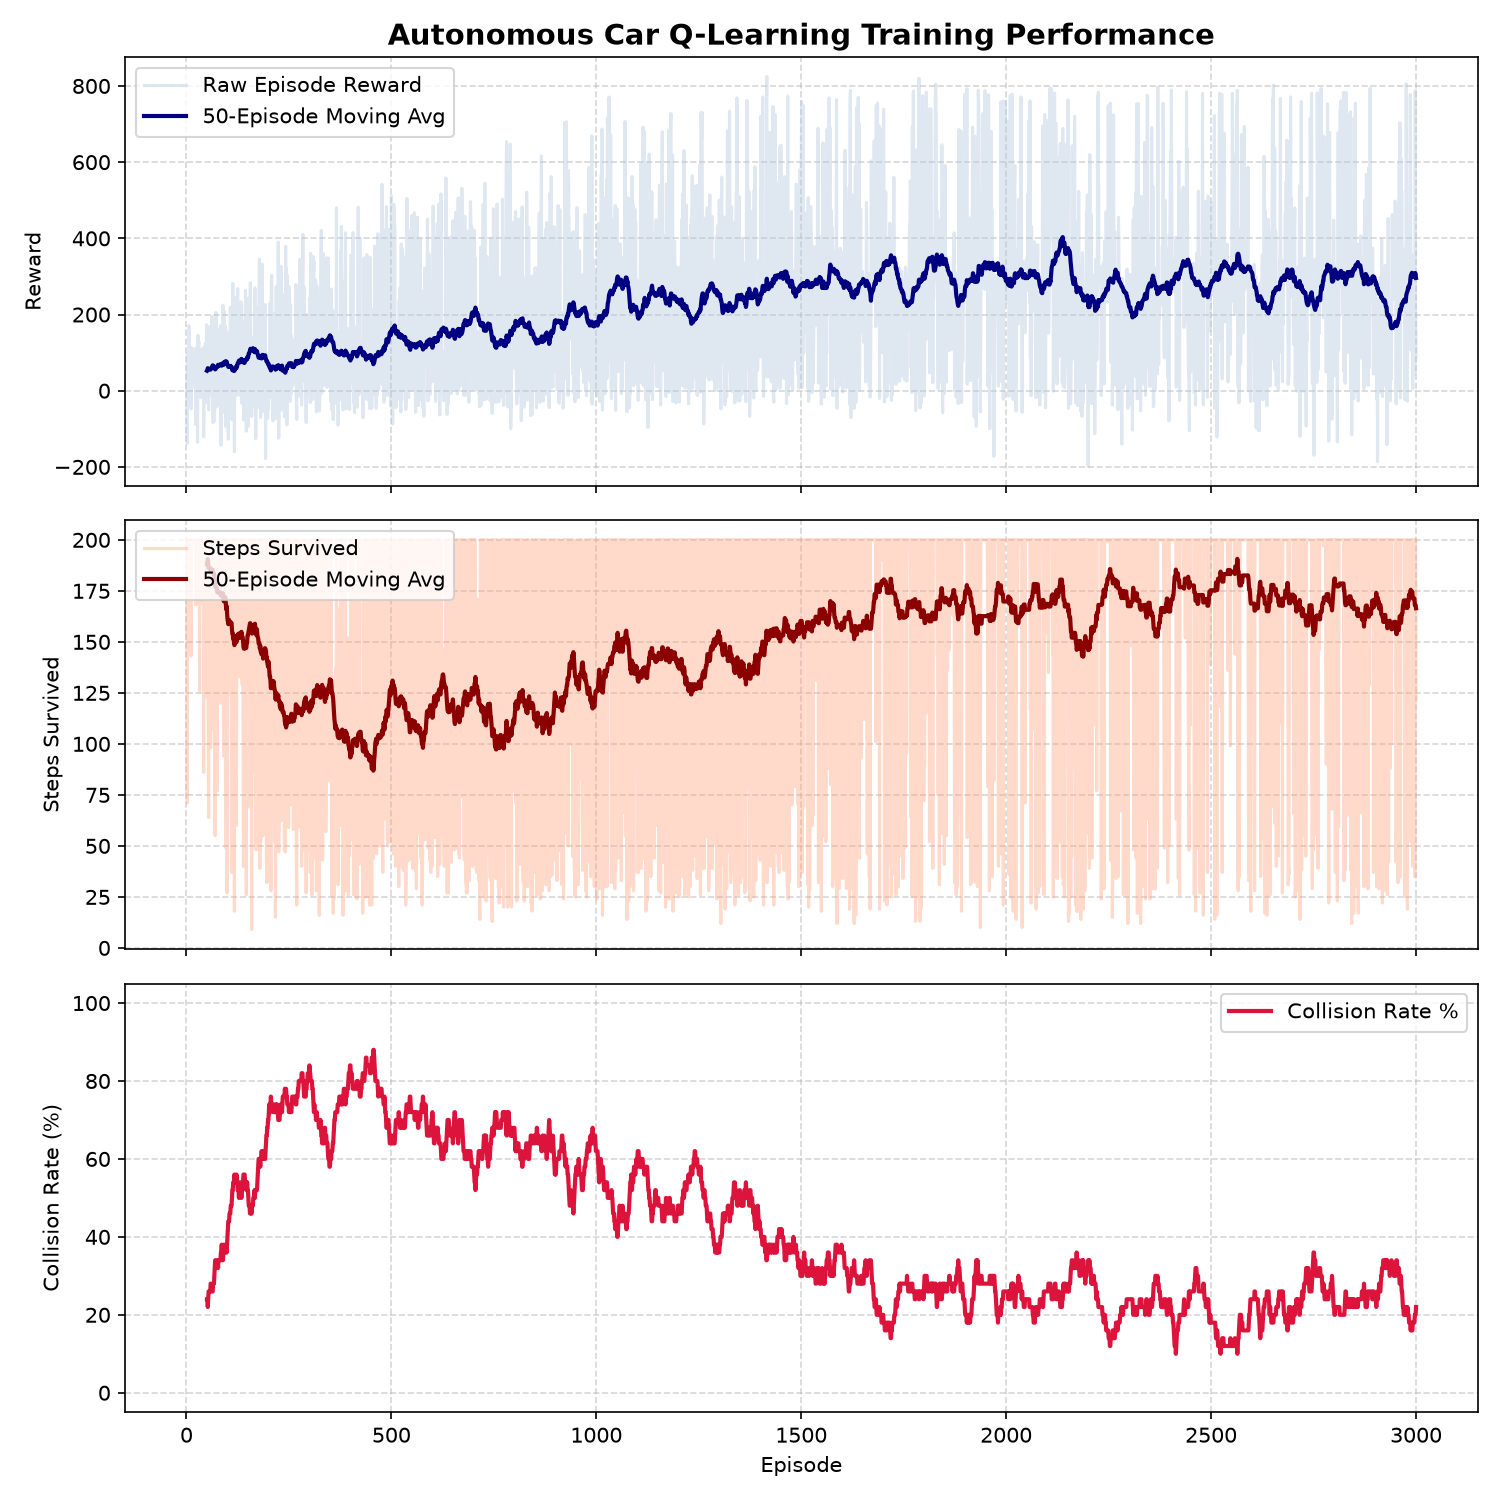 Autonomous Car Q-Learning Training Performance
Raw Episode Reward
50-Episode Moving Avg
Reward
800
600
400
200
0
−200
Steps Survived
50-Episode Moving Avg
Steps Survived
200
175
150
125
100
75
50
25
0
Collision Rate %
Collision Rate (%)
100
80
60
40
20
0
0 500 1000 1500 2000 2500 3000
Episode